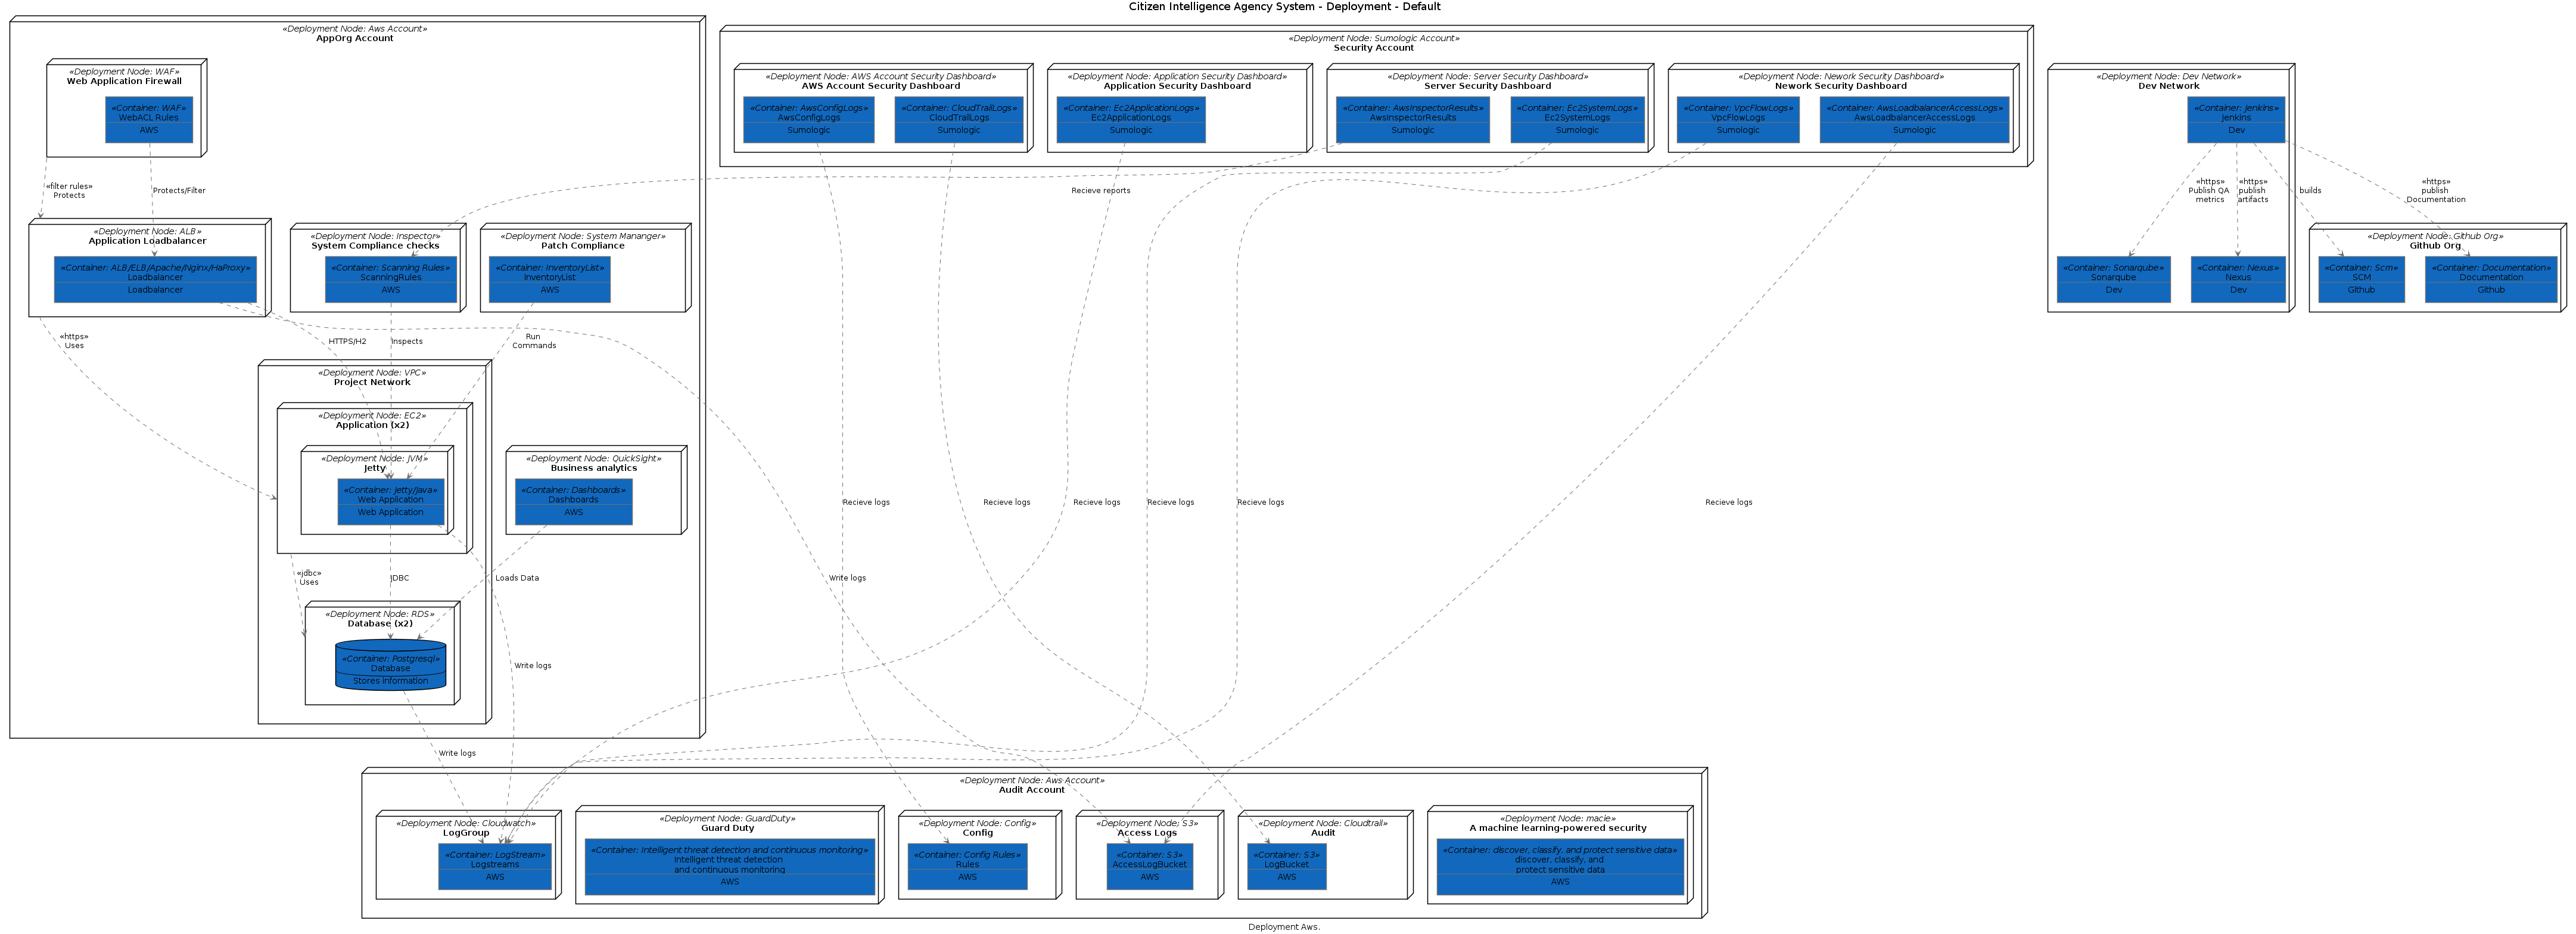 Citizen Intelligence Agency System - Deployment - Default
«Deployment Node: Aws Account»
AppOrg Account
«Deployment Node: WAF»
Web Application Firewall
«Container: WAF»
WebACL Rules
AWS
«filter rules»
Protects
Protects/Filter
«Deployment Node: ALB»
Application Loadbalancer
«Container: ALB/ELB/Apache/Nginx/HaProxy»
Loadbalancer
Loadbalancer
«Deployment Node: Inspector»
System Compliance checks
«Container: Scanning Rules»
ScanningRules
AWS
«Deployment Node: System Mananger»
Patch Compliance
«Container: InventoryList»
InventoryList
AWS
«https»
Uses
HTTPS/H2
Inspects
Run
Commands
«Deployment Node: VPC»
Project Network
«Deployment Node: EC2»
Application (x2)
«Deployment Node: JVM»
Jetty
«Container: Jetty/Java»
Web Application
Web Application
«Deployment Node: QuickSight»
Business analytics
«Container: Dashboards»
Dashboards
AWS
«jdbc»
Uses
JDBC
Loads Data
«Deployment Node: RDS»
Database (x2)
«Container: Postgresql»
Database
Stores information
Write logs
Write logs
Write logs
«Deployment Node: Sumologic Account»
Security Account
«Deployment Node: AWS Account Security Dashboard»
AWS Account Security Dashboard
«Container: AwsConfigLogs»
AwsConfigLogs
Sumologic
«Container: CloudTrailLogs»
CloudTrailLogs
Sumologic
«Deployment Node: Application Security Dashboard»
Application Security Dashboard
«Container: Ec2ApplicationLogs»
Ec2ApplicationLogs
Sumologic
«Deployment Node: Server Security Dashboard»
Server Security Dashboard
«Container: AwsInspectorResults»
AwsInspectorResults
Sumologic
«Container: Ec2SystemLogs»
Ec2SystemLogs
Sumologic
«Deployment Node: Nework Security Dashboard»
Nework Security Dashboard
«Container: VpcFlowLogs»
VpcFlowLogs
Sumologic
«Container: AwsLoadbalancerAccessLogs»
AwsLoadbalancerAccessLogs
Sumologic
Recieve reports
Recieve logs
Recieve logs
Recieve logs
Recieve logs
Recieve logs
Recieve logs
«Deployment Node: Dev Network»
Dev Network
«Container: Jenkins»
Jenkins
Dev
«https»
Publish QA
metrics
«https»
publish
artifacts
builds
«https»
publish
Documentation
«Container: Sonarqube»
Sonarqube
Dev
«Container: Nexus»
Nexus
Dev
«Deployment Node: Github Org»
Github Org
«Container: Scm»
SCM
Github
«Container: Documentation»
Documentation
Github
«Deployment Node: Aws Account»
Audit Account
«Deployment Node: Cloudwatch»
LogGroup
«Container: LogStream»
Logstreams
AWS
«Deployment Node: GuardDuty»
Guard Duty
«Container: Intelligent threat detection and continuous monitoring»
Intelligent threat detection
and continuous monitoring
AWS
«Deployment Node: Config»
Config
«Container: Config Rules»
Rules
AWS
«Deployment Node: S3»
Access Logs
«Container: S3»
AccessLogBucket
AWS
«Deployment Node: Cloudtrail»
Audit
«Container: S3»
LogBucket
AWS
«Deployment Node: macie»
A machine learning-powered security
«Container: discover, classify, and protect sensitive data»
discover, classify, and
protect sensitive data
AWS
Deployment Aws.